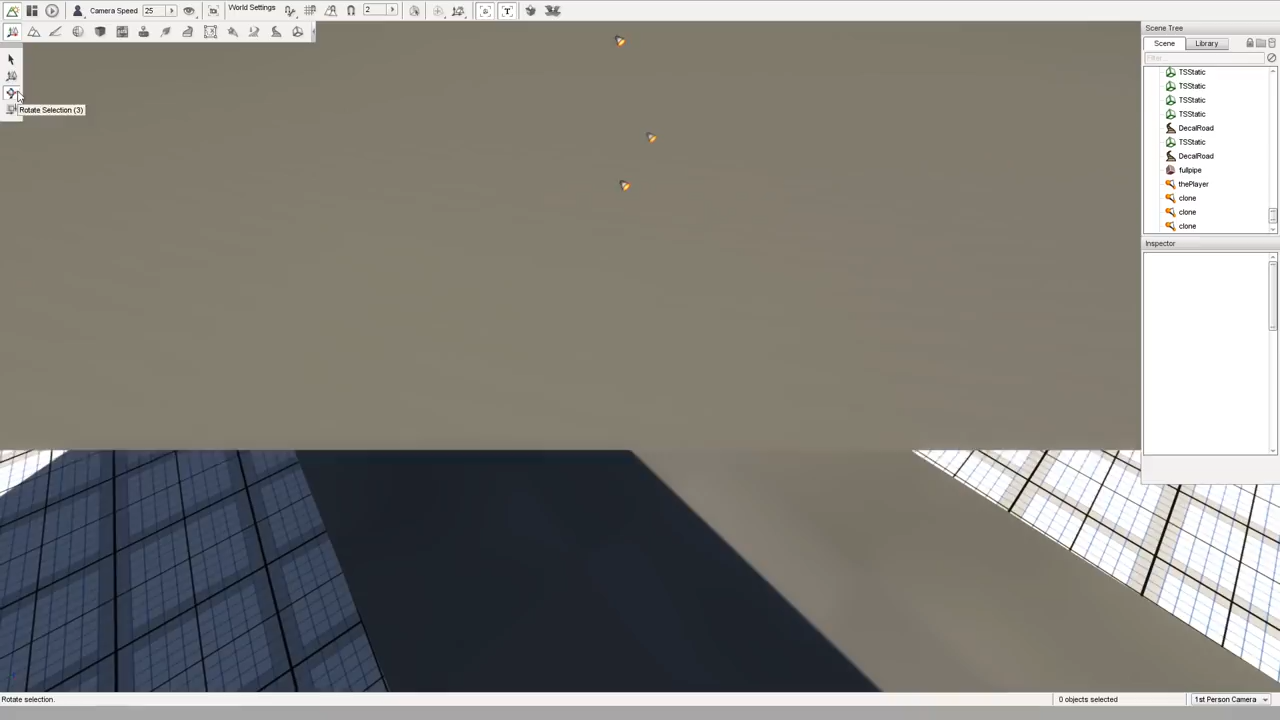 Camera Speed 25 World Settings 2
Scene Tree
Scene Library
Filter...
TSStatic
TSStatic
TSStatic
TSStatic
DecalRoad
TSStatic
DecalRoad
fullpipe
thePlayer
clone
clone
clone
Rotate Selection (3)
Inspector
Rotate selection. 0 objects selected 1st Person Camera